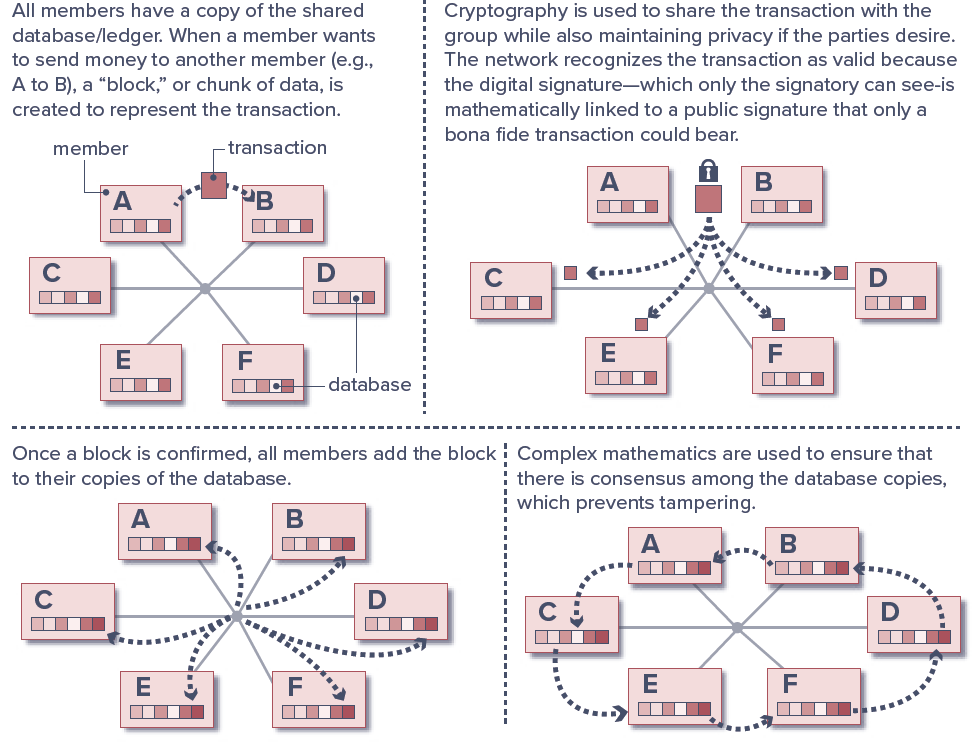 All members have a copy of the shared
database/ledger. When a member wants
to send money to another member (e.g.,
A to B), a “block,” or chunk of data, is
created to represent the transaction.
member
transaction
A
B
C
D
E
F
database
Cryptography is used to share the transaction with the
group while also maintaining privacy if the parties desire.
The network recognizes the transaction as valid because
the digital signature—which only the signatory can see-is
mathematically linked to a public signature that only a
bona fide transaction could bear.
A
B
C
D
E
F
Once a block is confirmed, all members add the block
to their copies of the database.
A
B
C
D
E
F
Complex mathematics are used to ensure that
there is consensus among the database copies,
which prevents tampering.
A
B
C
D
E
F